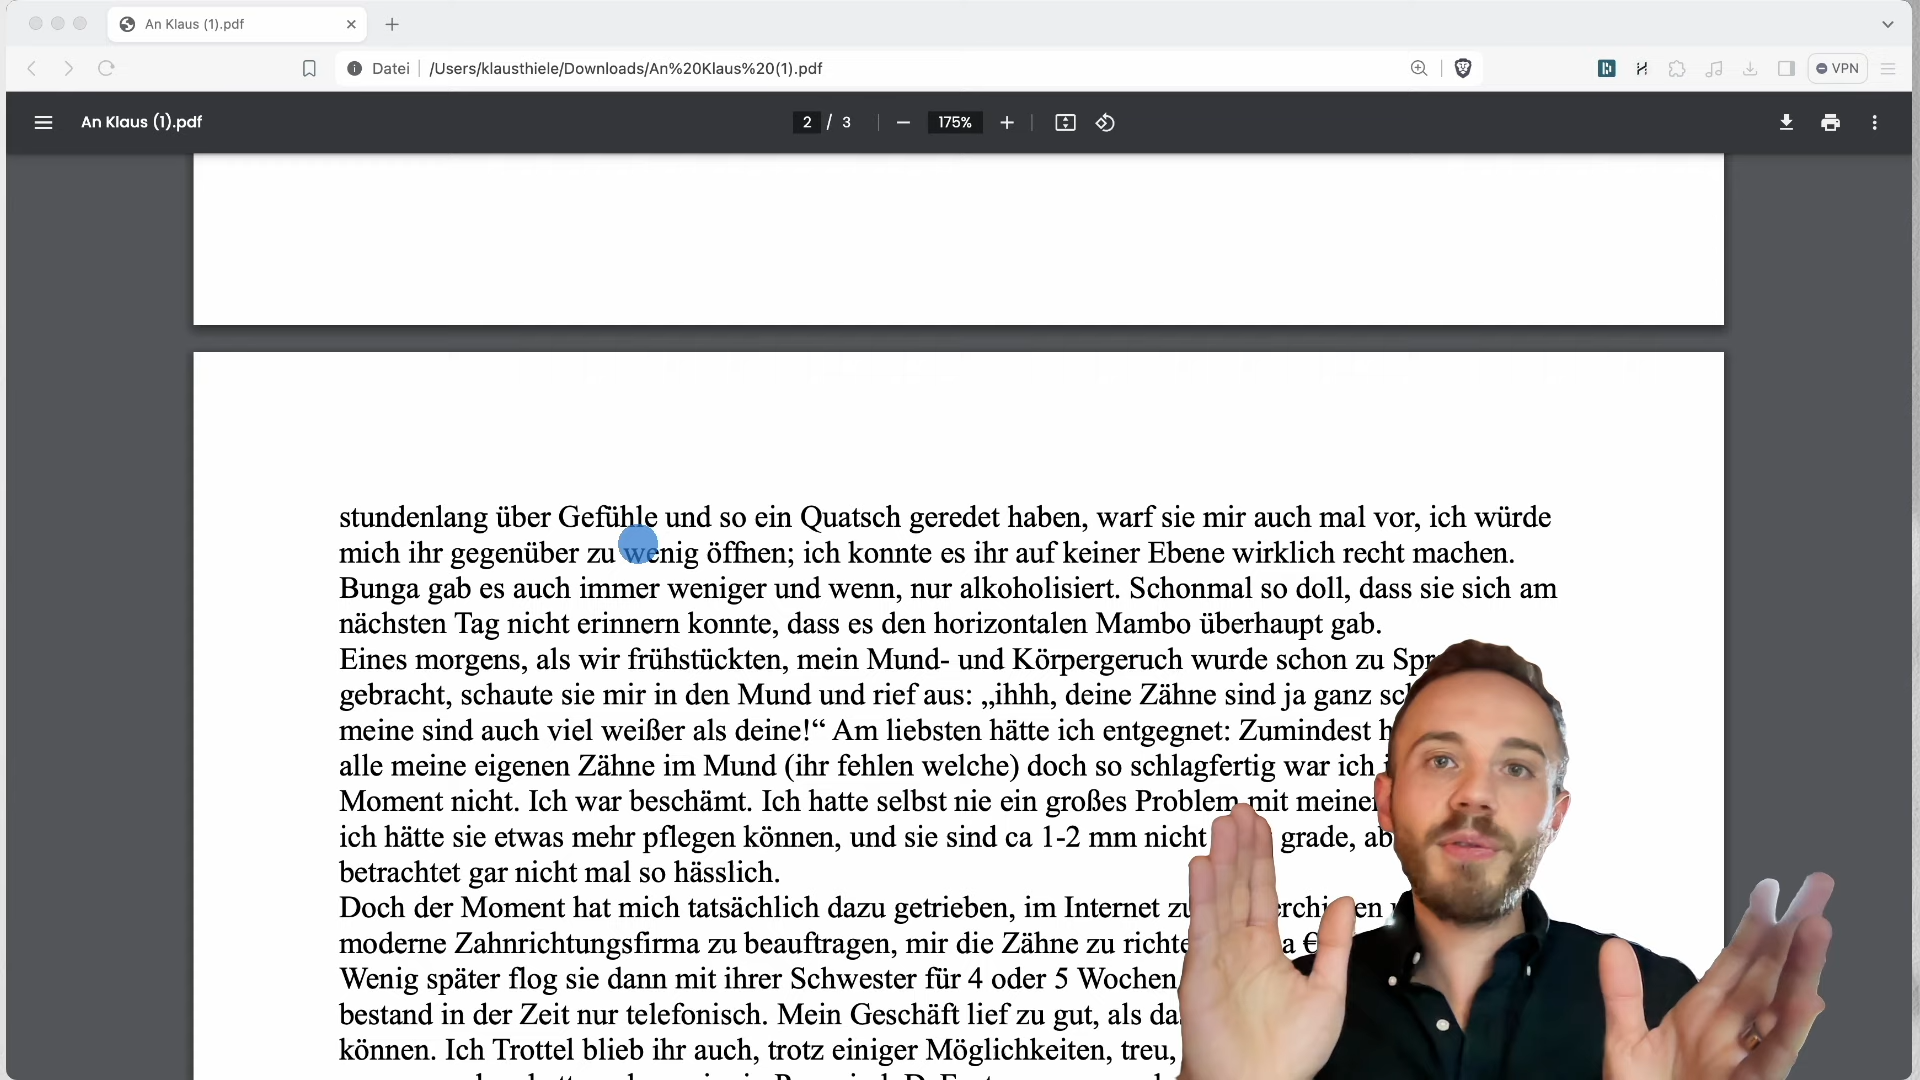 An Klaus (1).pdf
Datei /Users/klausthiele/Downloads/An%20Klaus%20(1).pdf
VPN
An Klaus (1).pdf
2 / 3
175%
stundenlang über Gefühle und so ein Quatsch geredet haben, warf sie mir auch mal vor, ich würde
mich ihr gegenüber zu wenig öffnen; ich konnte es ihr auf keiner Ebene wirklich recht machen.
Bunga gab es auch immer weniger und wenn, nur alkoholisiert. Schonmal so doll, dass sie sich am
nächsten Tag nicht erinnern konnte, dass es den horizontalen Mambo überhaupt gab.
Eines morgens, als wir frühstückten, mein Mund- und Körpergeruch wurde schon zu
gebracht, schaute sie mir in den Mund und rief aus: „ihhh, deine Zähne sind ja ganz
meine sind auch viel weißer als deine!“ Am liebsten hätte ich entgegnet: Zumindest
alle meine eigenen Zähne im Mund (ihr fehlen welche) doch so schlagfertig war ich
Moment nicht. Ich war beschämt. Ich hatte selbst nie ein großes Problem mit
ich hätte sie etwas mehr pflegen können, und sie sind ca 1-2 mm nicht grade,
betrachtet gar nicht mal so hässlich.
Doch der Moment hat mich tatsächlich dazu getrieben, im Internet
moderne Zahnrichtungsfirma zu beauftragen, mir die Zähne zu €
Wenig später flog sie dann mit ihrer Schwester für 4 oder 5 Wochen,
bestand in der Zeit nur telefonisch. Mein Geschäft lief zu gut, als
können. Ich Trottel blieb ihr auch, trotz einiger Möglichkeiten, treu,